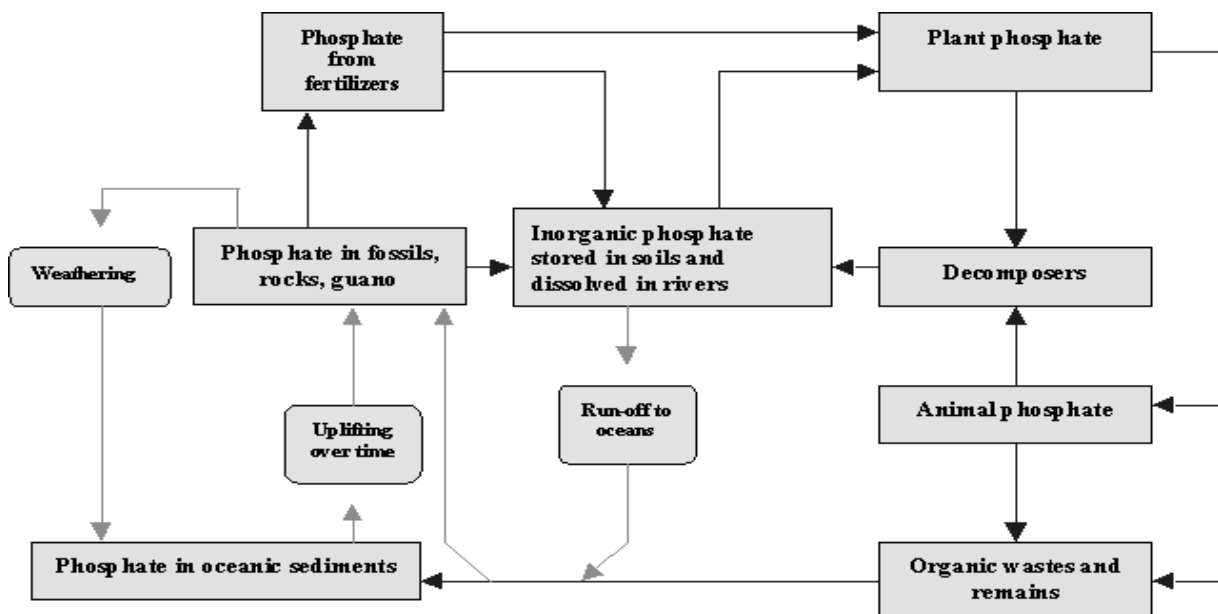 Phosphate
from
fertilizers
Plant phosphate
Weathering
Phosphate in fossils,
rocks, guano
Inorganic phosphate
stored in soils and
dissolved in rivers
Decomposers
Uplifting
over time
Run-off to
oceans
Animal phosphate
Phosphate in oceanic sediments
Organic wastes and
remains